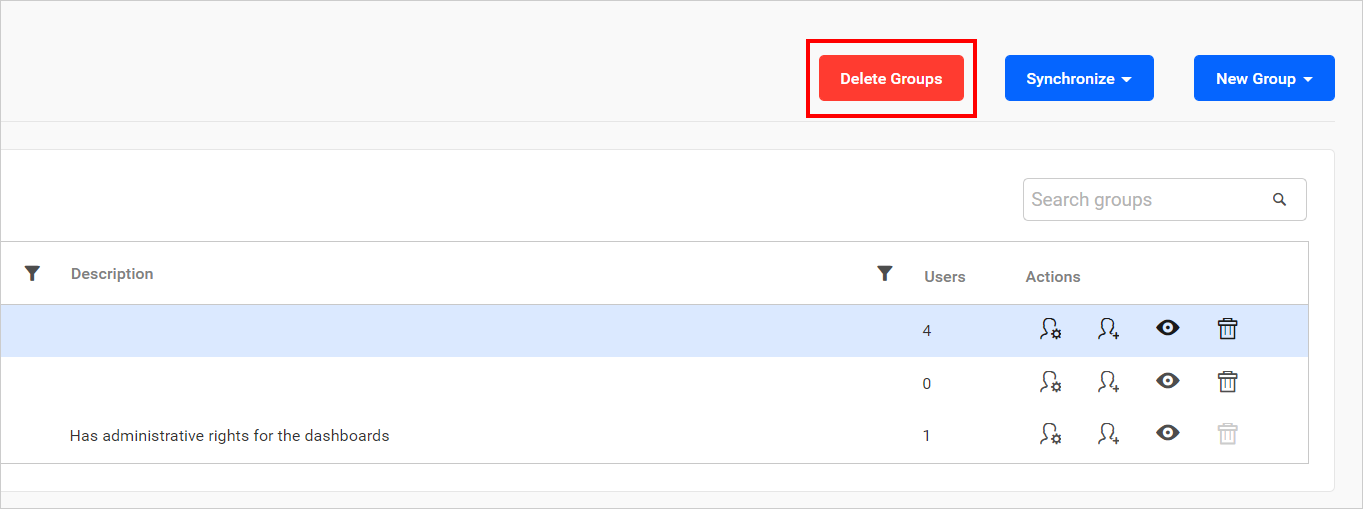 Delete Groups Synchronize New Group
Search groups
Description Users Actions
4
0
Has administrative rights for the dashboards 1